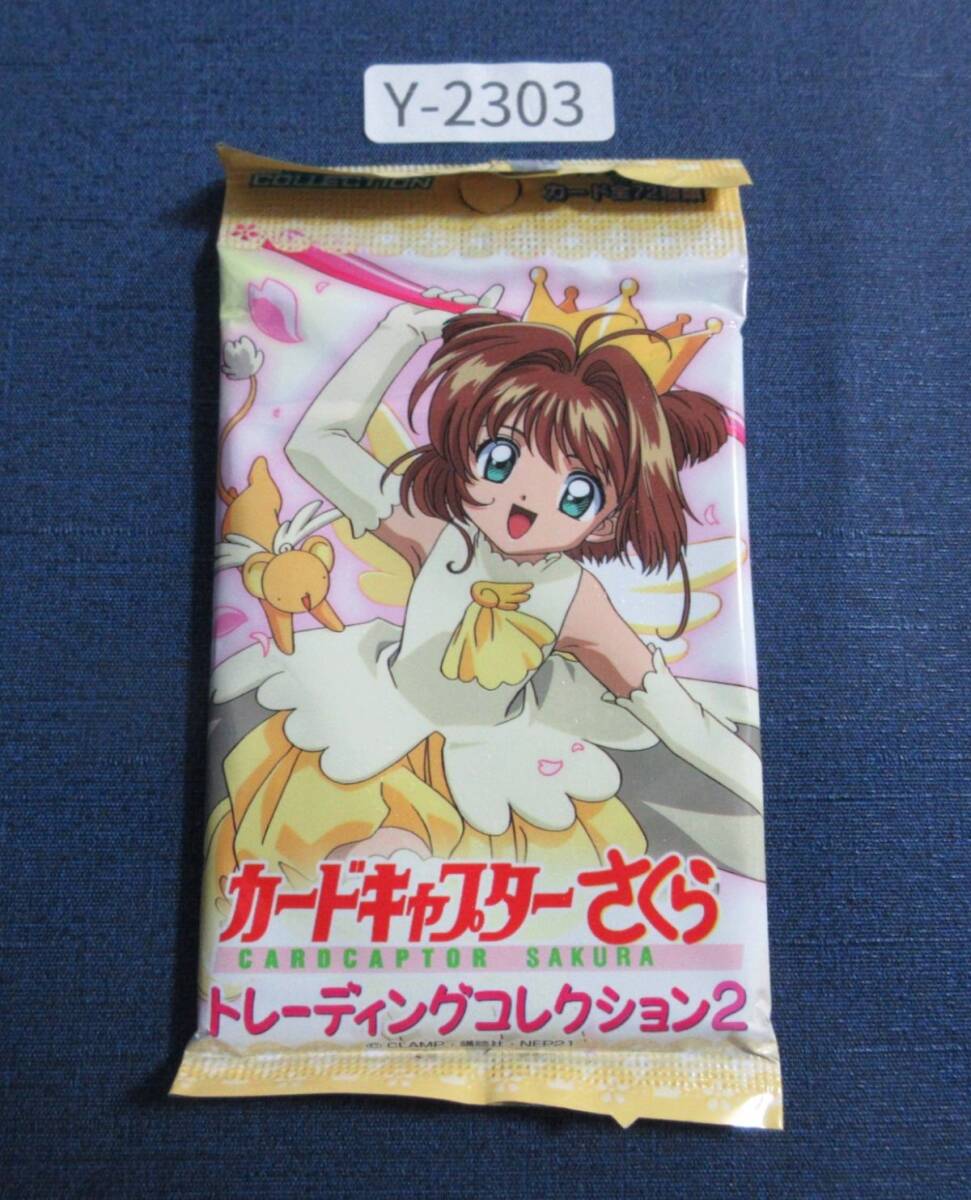 Y-2303
COLLECTION
カード全72種類
カードキャプターさくら
CARDCAPTOR SAKURA
トレーディングコレクション2
© CLAMP・講談社・NEP21